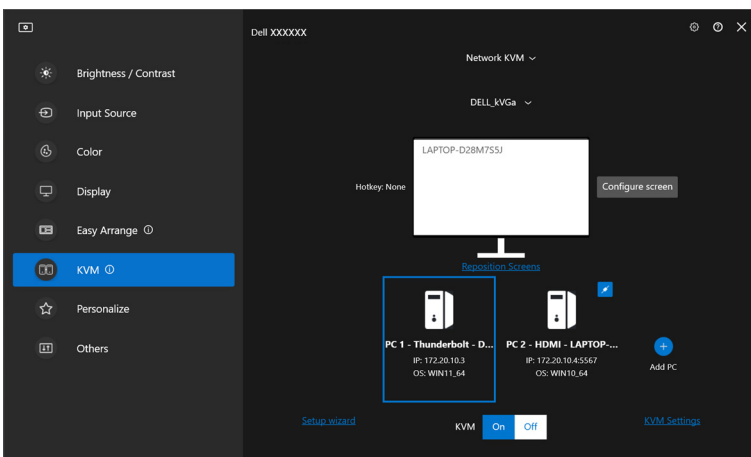 Dell XXXXXX
Brightness / Contrast
Input Source
Color
Display
Easy Arrange
KVM
Personalize
Others
Network KVM
DELL_kVGa
LAPTOP-D28M7S5J
Hotkey: None
Configure screen
Reposition Screens
PC 1 - Thunderbolt - D...
IP: 172.20.10.3
OS: WIN11_64
PC 2 - HDMI - LAPTOP-...
IP: 172.20.10.4:5567
OS: WIN10_64
Add PC
Setup wizard
KVM On Off
KVM Settings